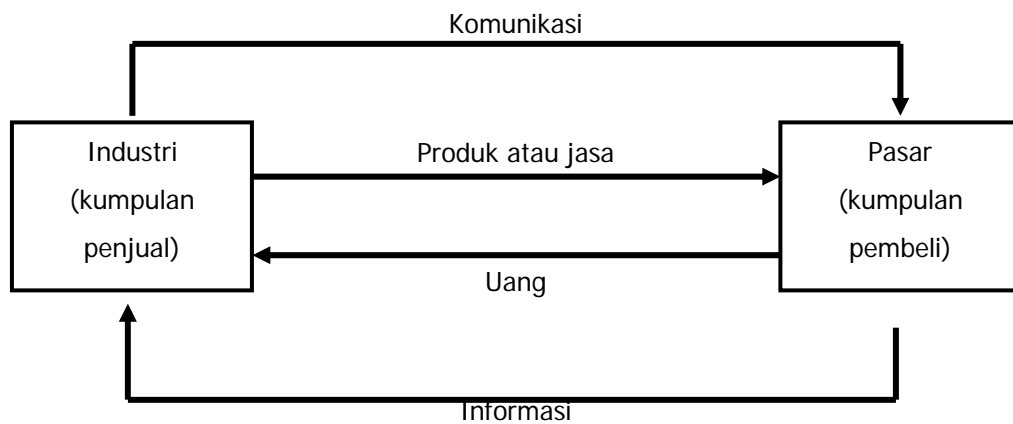 Komunikasi
Industri
(kumpulan
penjual)
Produk atau jasa
Uang
Pasar
(kumpulan
pembeli)
Informasi